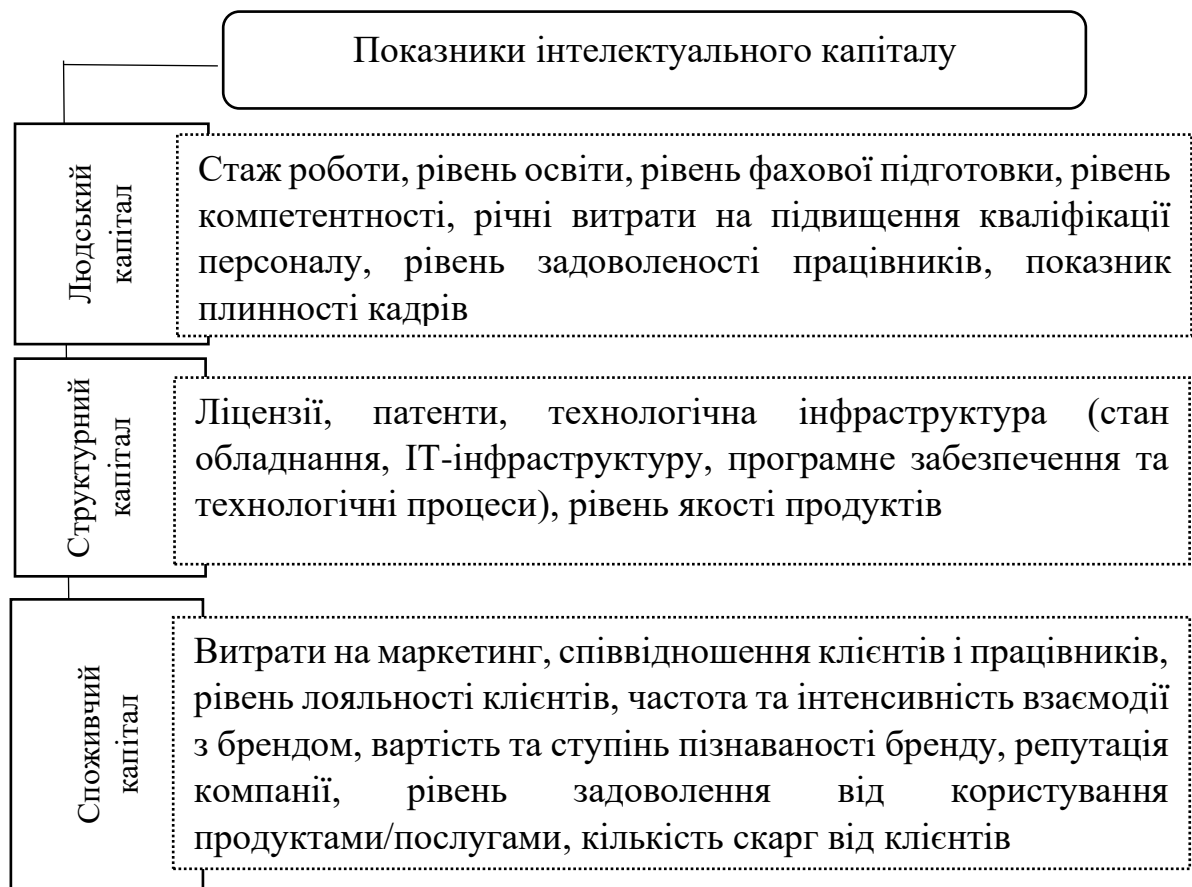 Показники інтелектуального капіталу
Людський
капітал
Стаж роботи, рівень освіти, рівень фахової підготовки, рівень
компетентності, річні витрати на підвищення кваліфікації
персоналу, рівень задоволеності працівників, показник
плинності кадрів
Структурний
капітал
Ліцензії, патенти, технологічна інфраструктура (стан
обладнання, ІТ-інфраструктуру, програмне забезпечення та
технологічні процеси), рівень якості продуктів
Споживчий
капітал
Витрати на маркетинг, співвідношення клієнтів і працівників,
рівень лояльності клієнтів, частота та інтенсивність взаємодії
з брендом, вартість та ступінь пізнаваності бренду, репутація
компанії, рівень задоволення від користування
продуктами/послугами, кількість скарг від клієнтів